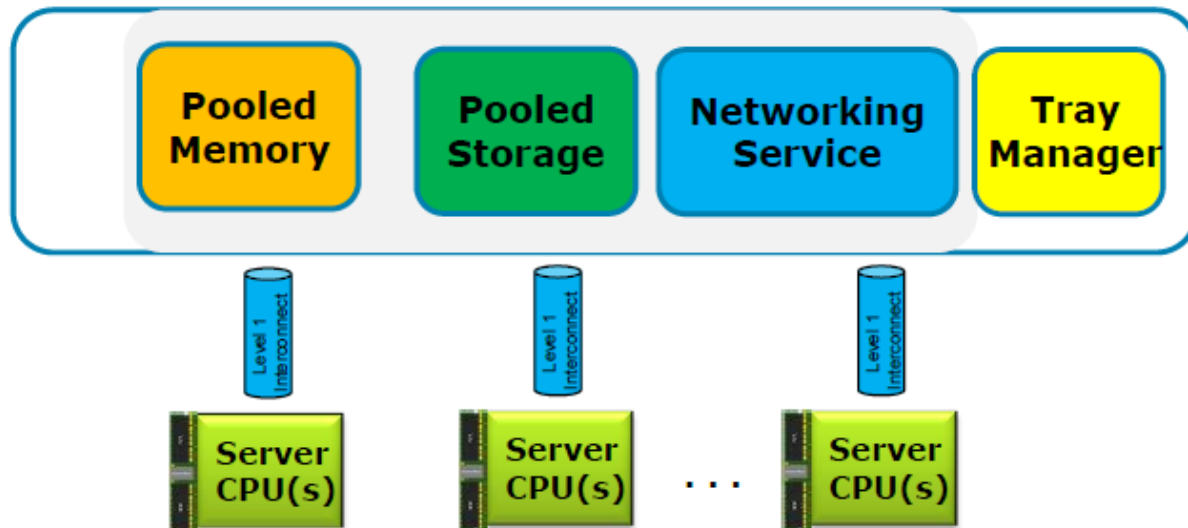 Pooled
Memory
Pooled
Storage
Networking
Service
Tray
Manager
Level 1
Interconnect
Level 1
Interconnect
Level 1
Interconnect
Server
CPU(s)
Server
CPU(s)
. . .
Server
CPU(s)